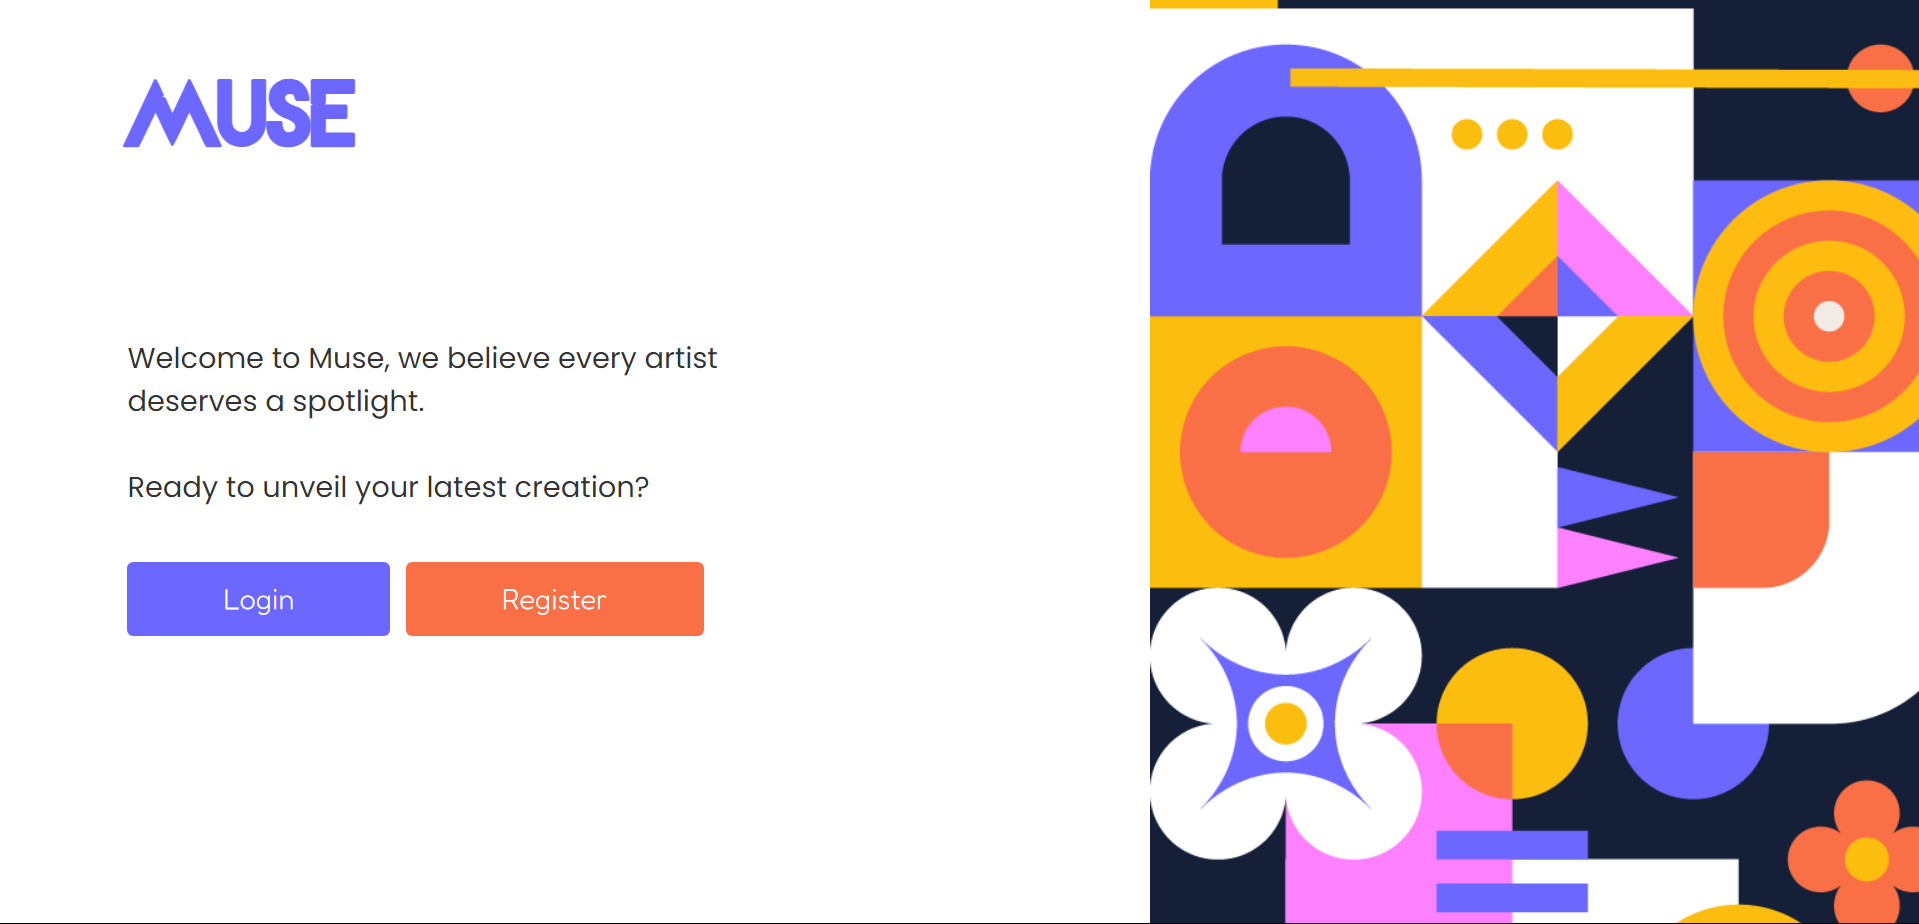 MUSE
Welcome to Muse, we believe every artist
deserves a spotlight.
Ready to unveil your latest creation?
Login
Register